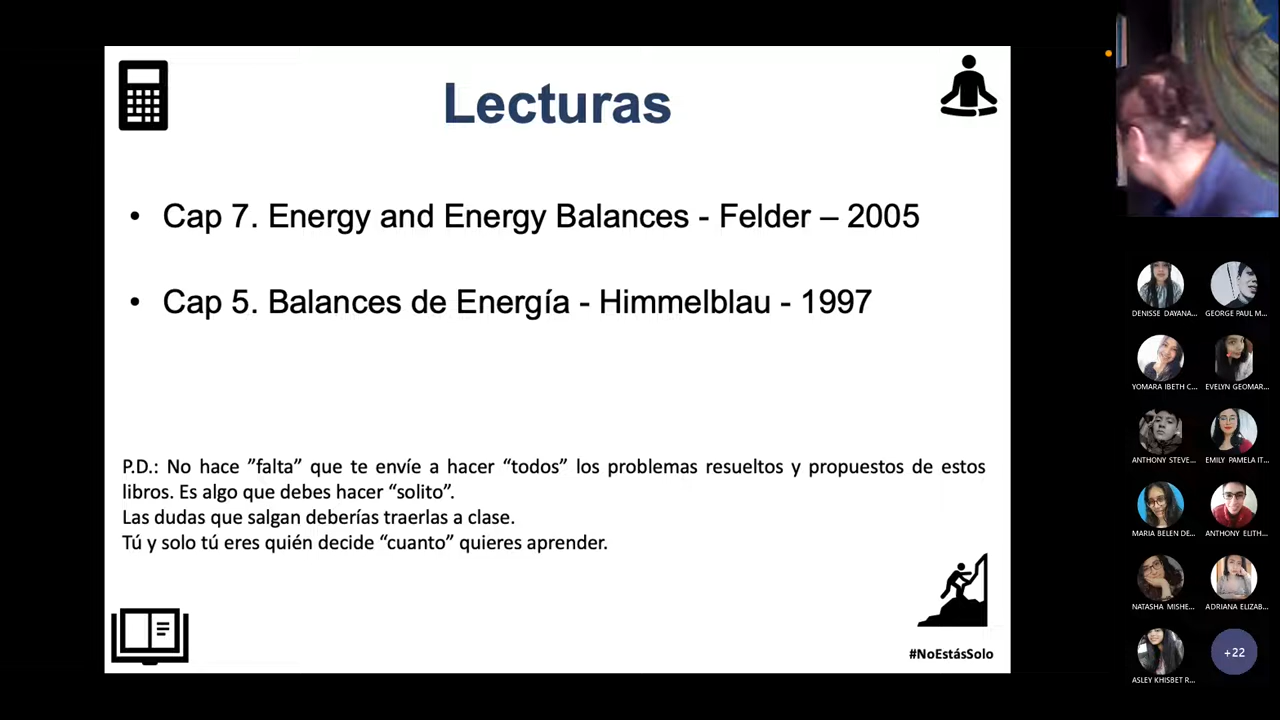 Lecturas
• Cap 7. Energy and Energy Balances - Felder – 2005
• Cap 5. Balances de Energía - Himmelblau - 1997
P.D.: No hace ”falta” que te envíe a hacer “todos” los problemas resueltos y propuestos de estos
libros. Es algo que debes hacer “solito”.
Las dudas que salgan deberías traerlas a clase.
Tú y solo tú eres quién decide “cuanto” quieres aprender.
#NoEstásSolo
DENISSE DAYANA...
GEORGE PAUL M...
YOMARA IBETH C...
EVELYN GEOMAR...
ANTHONY STEVE...
EMILY PAMELA IT...
MARIA BELEN DE...
ANTHONY ELITH...
NATASHA MISHE...
ADRIANA ELIZAB...
ASLEY KHISBET R...
+22